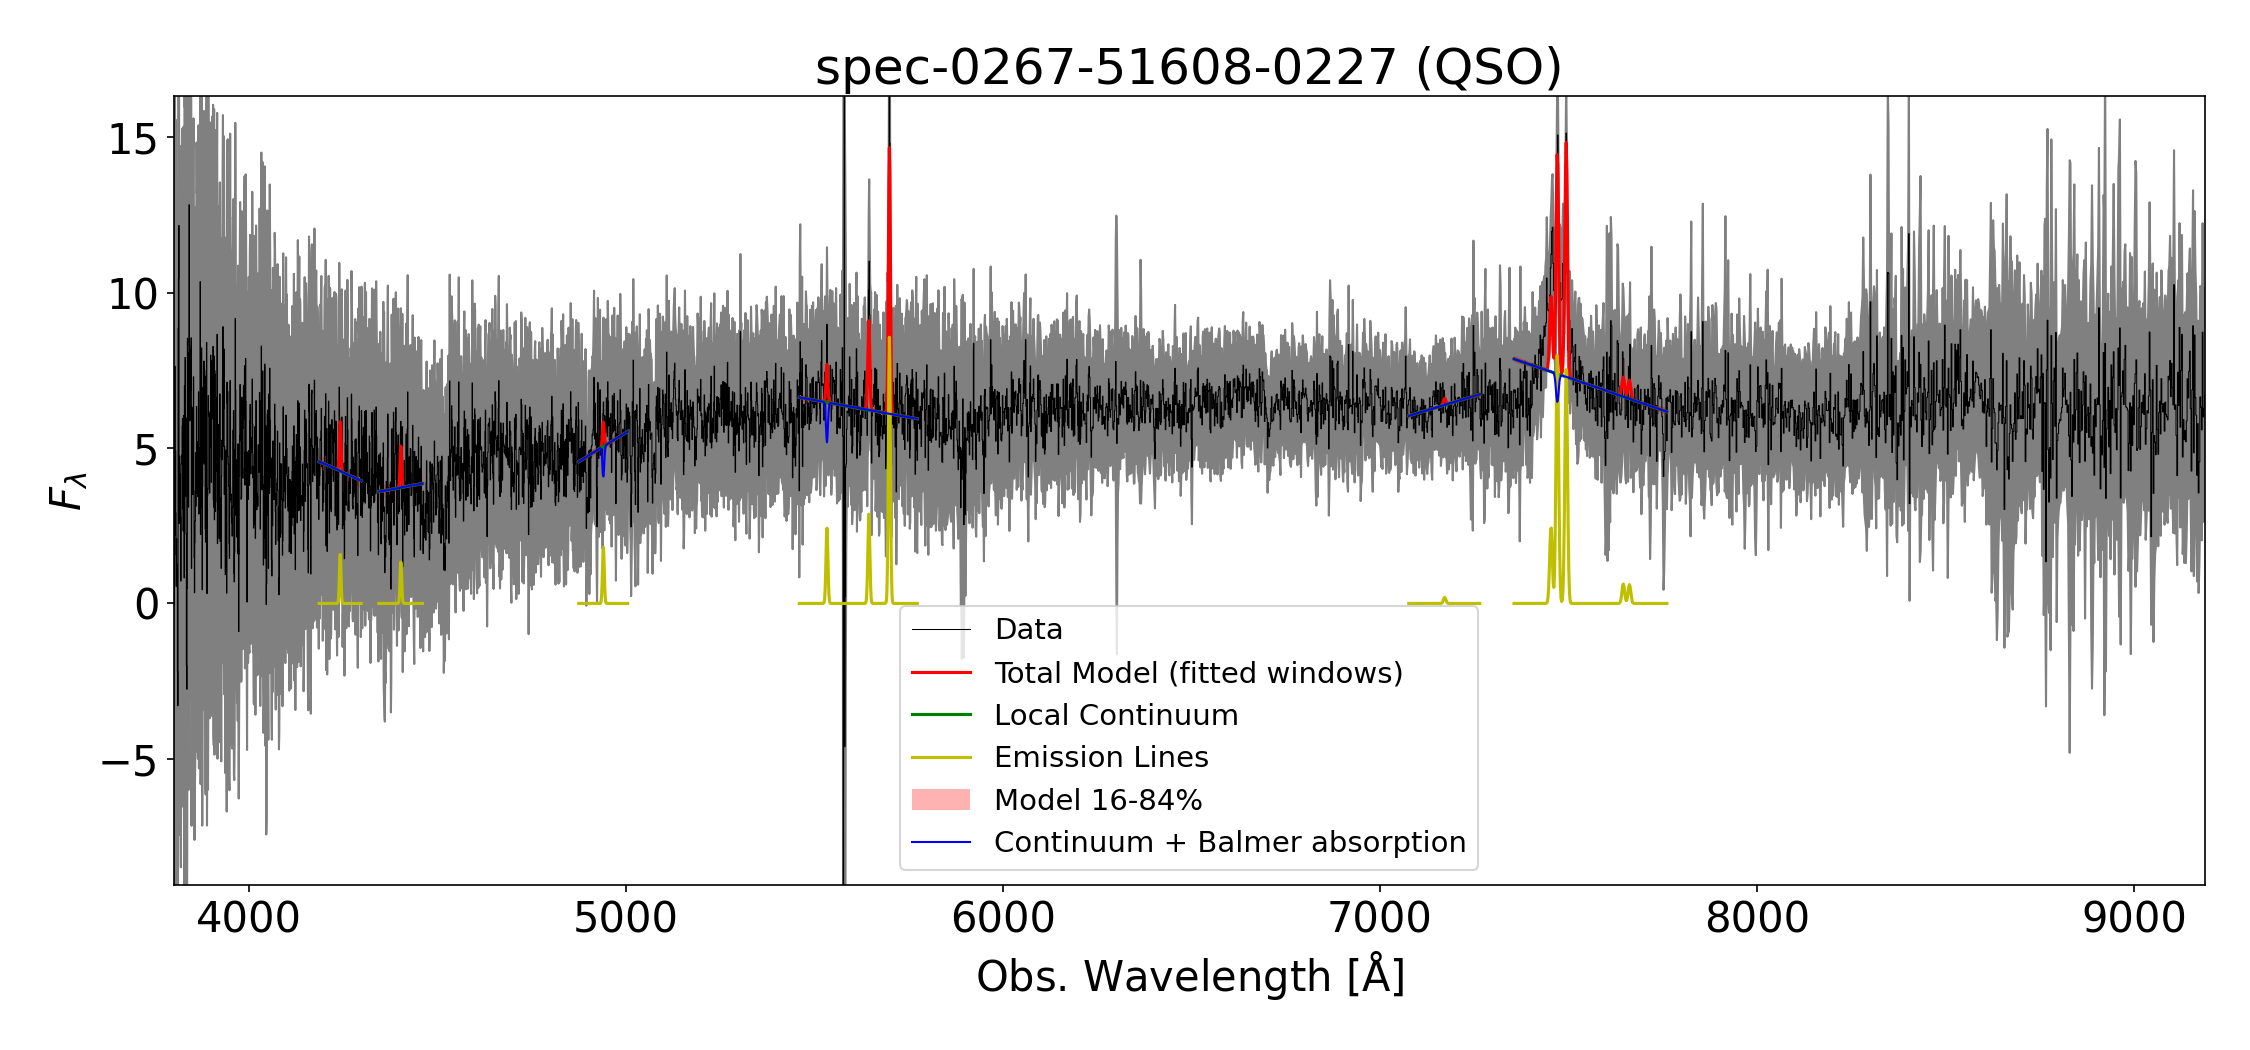 spec-0267-51608-0227 (QSO)
15
10
5
0
−5
F_λ
Data
Total Model (fitted windows)
Local Continuum
Emission Lines
Model 16-84%
Continuum + Balmer absorption
4000 5000 6000 7000 8000 9000
Obs. Wavelength [Å]